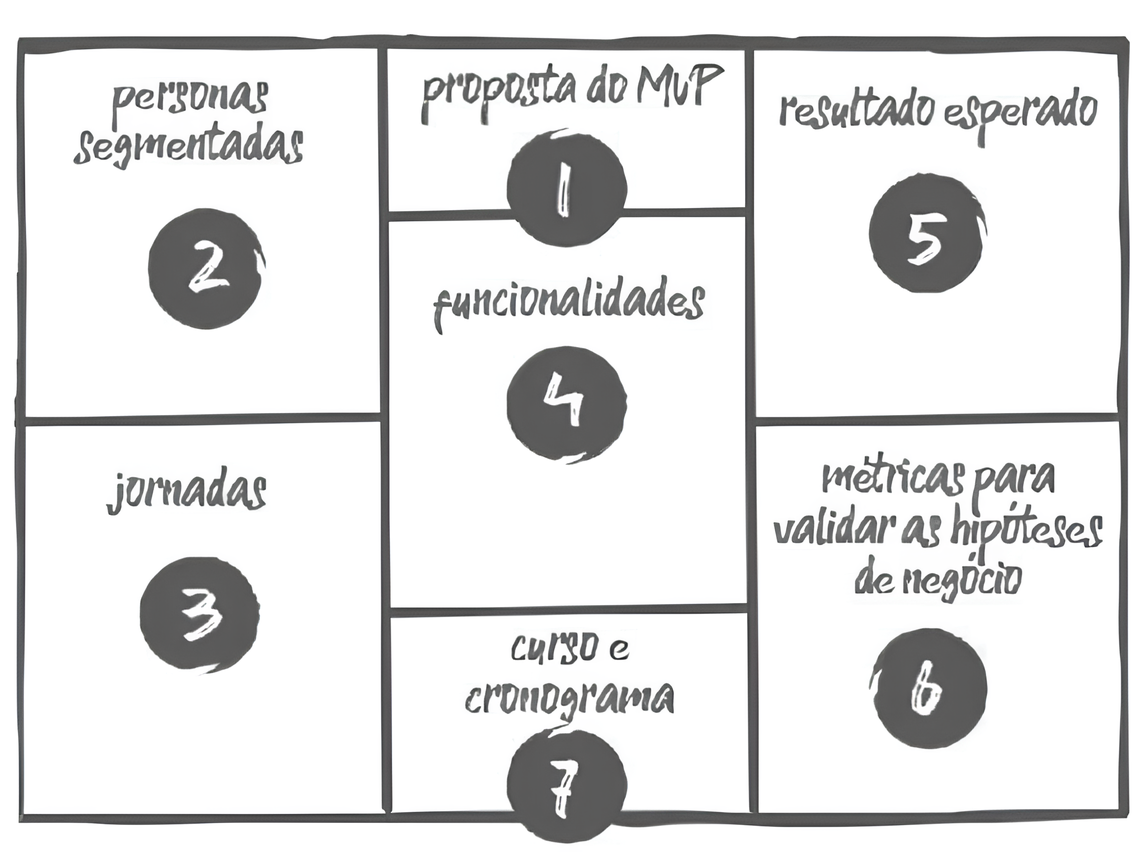 proposta do MVP
1
personas
segmentadas
2
jornadas
3
funcionalidades
4
resultado esperado
5
métricas para
validar as hipóteses
de negócio
6
curso e
cronograma
7